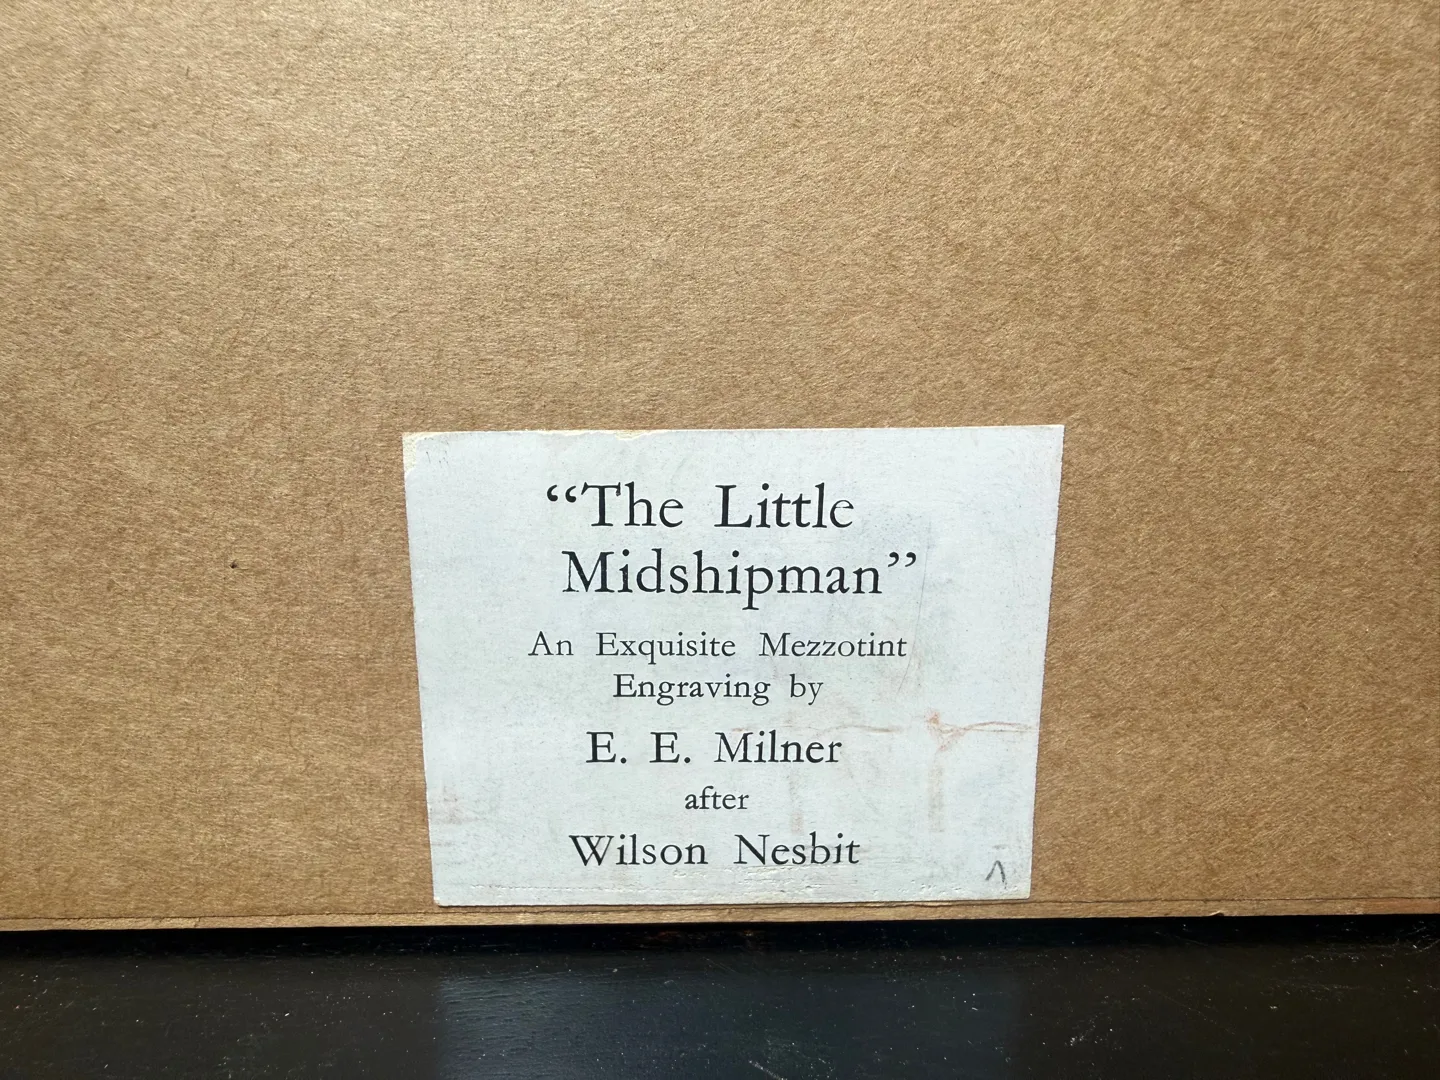 “The Little
Midshipman”
An Exquisite Mezzotint
Engraving by
E. E. Milner
after
Wilson Nesbit